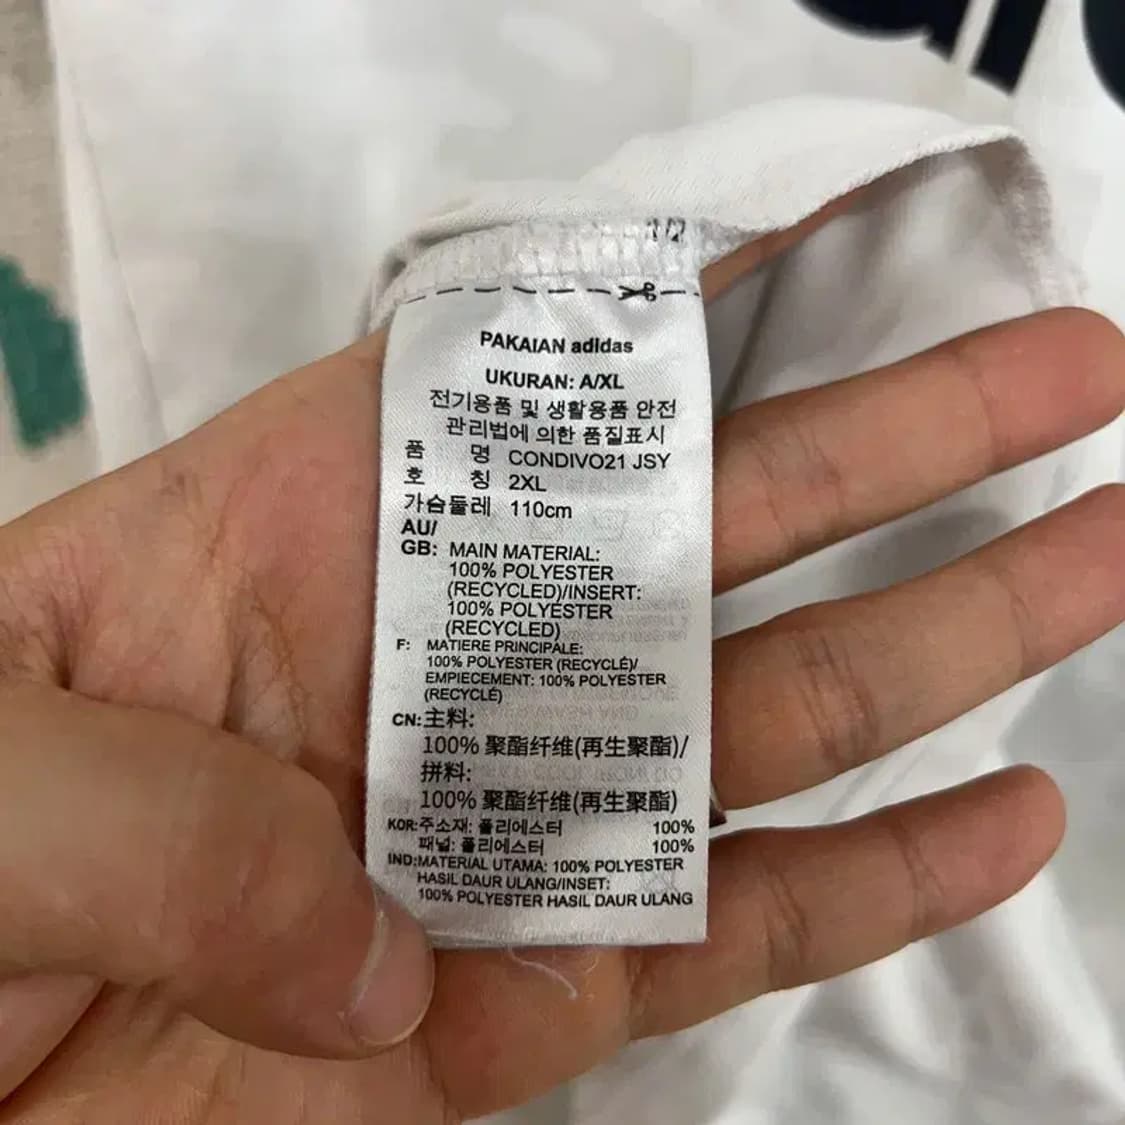 PAKAIAN adidas
UKURAN: A/XL
전기용품 및 생활용품 안전
관리법에 의한 품질표시
품 명 CONDIVO21 JSY
호 칭 2XL
가슴둘레 110cm
AU/
GB: MAIN MATERIAL:
100% POLYESTER
(RECYCLED)/INSERT:
100% POLYESTER
(RECYCLED)
F: MATIERE PRINCIPALE:
100% POLYESTER (RECYCLÉ)/
EMPIECEMENT: 100% POLYESTER
(RECYCLÉ)
CN:主料:
100% 聚酯纤维(再生聚酯)/
拼料:
100% 聚酯纤维(再生聚酯)
KOR:주소재: 폴리에스터 100%
패널: 폴리에스터 100%
IND:MATERIAL UTAMA: 100% POLYESTER
HASIL DAUR ULANG/INSET:
100% POLYESTER HASIL DAUR ULANG